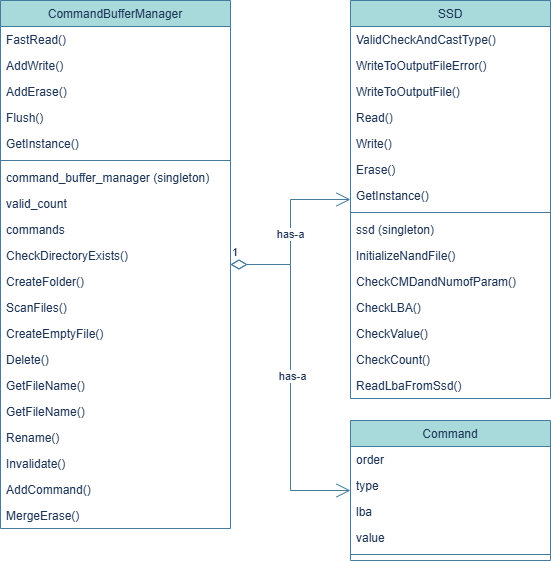 CommandBufferManager
FastRead()
AddWrite()
AddErase()
Flush()
GetInstance()
command_buffer_manager (singleton)
valid_count
commands
CheckDirectoryExists()
CreateFolder()
ScanFiles()
CreateEmptyFile()
Delete()
GetFileName()
GetFileName()
Rename()
Invalidate()
AddCommand()
MergeErase()
1
has-a
has-a
SSD
ValidCheckAndCastType()
WriteToOutputFileError()
WriteToOutputFile()
Read()
Write()
Erase()
GetInstance()
ssd (singleton)
InitializeNandFile()
CheckCMDandNumofParam()
CheckLBA()
CheckValue()
CheckCount()
ReadLbaFromSsd()
Command
order
type
lba
value